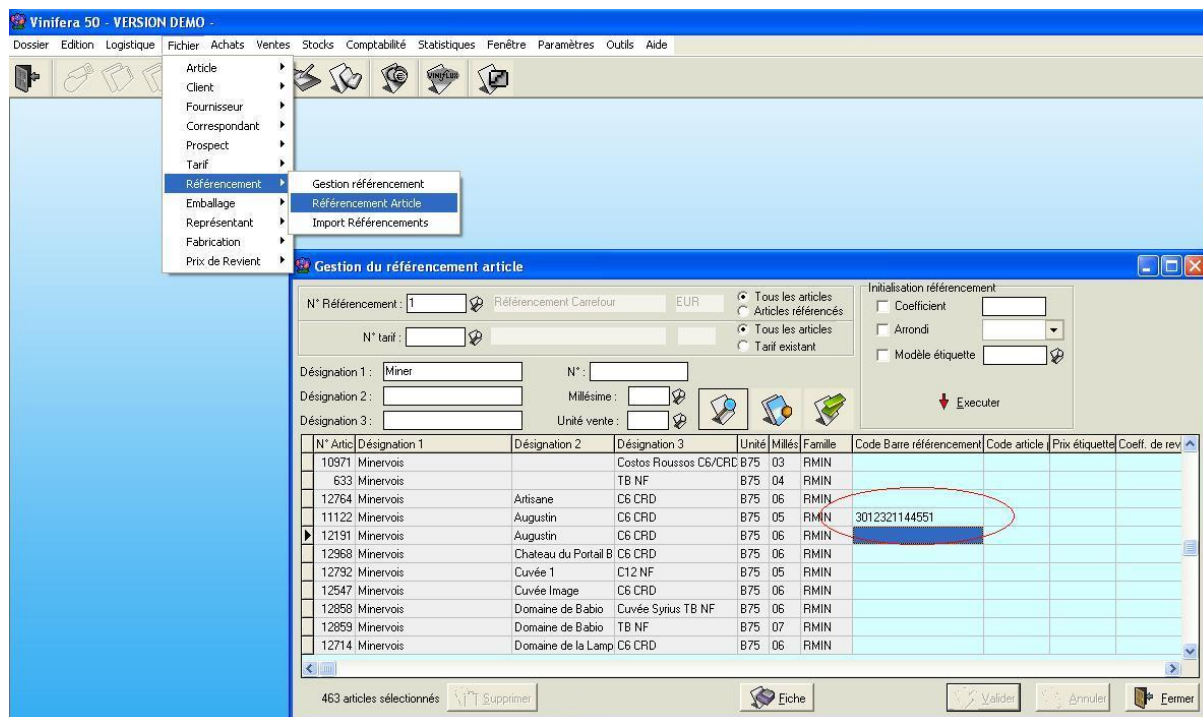 Vinifera 50 - VERSION DEMO -
Dossier Edition Logistique Fichier Achats Ventes Stocks Comptabilité Statistiques Fenêtre Paramètres Outils Aide
VINIFLUX
Article
Client
Fournisseur
Correspondant
Prospect
Tarif
Référencement
Emballage
Représentant
Fabrication
Prix de Revient
Gestion référencement
Référencement Article
Import Référencements
Gestion du référencement article
N° Référencement : 1 Référencement Carrefour EUR
Tous les articles
Articles référencés
N° tarif :
Tous les articles
Tarif existant
Initialisation référencement
Coefficient
Arrondi
Modèle étiquette
Executer
Désignation 1 : Miner N° :
Désignation 2 : Millésime :
Désignation 3 : Unité vente :
N° Artic Désignation 1 Désignation 2 Désignation 3 Unité Millés Famille Code Barre référencement Code article Prix étiquette Coeff. de rev
10971 Minervois Costos Roussos C6/CRD B75 03 RMIN
633 Minervois TB NF B75 04 RMIN
12764 Minervois Artisane C6 CRD B75 06 RMIN
11122 Minervois Augustin C6 CRD B75 05 RMIN 3012321144551
12191 Minervois Augustin C6 CRD B75 06 RMIN
12968 Minervois Chateau du Portail B C6 CRD B75 06 RMIN
12792 Minervois Cuvée 1 C12 NF B75 05 RMIN
12547 Minervois Cuvée Image C6 CRD B75 06 RMIN
12858 Minervois Domaine de Babio Cuvée Syrius TB NF B75 06 RMIN
12859 Minervois Domaine de Babio TB NF B75 07 RMIN
12714 Minervois Domaine de la Lamp C6 CRD B75 06 RMIN
463 articles sélectionnés Supprimer Fiche Valider Annuler Fermer